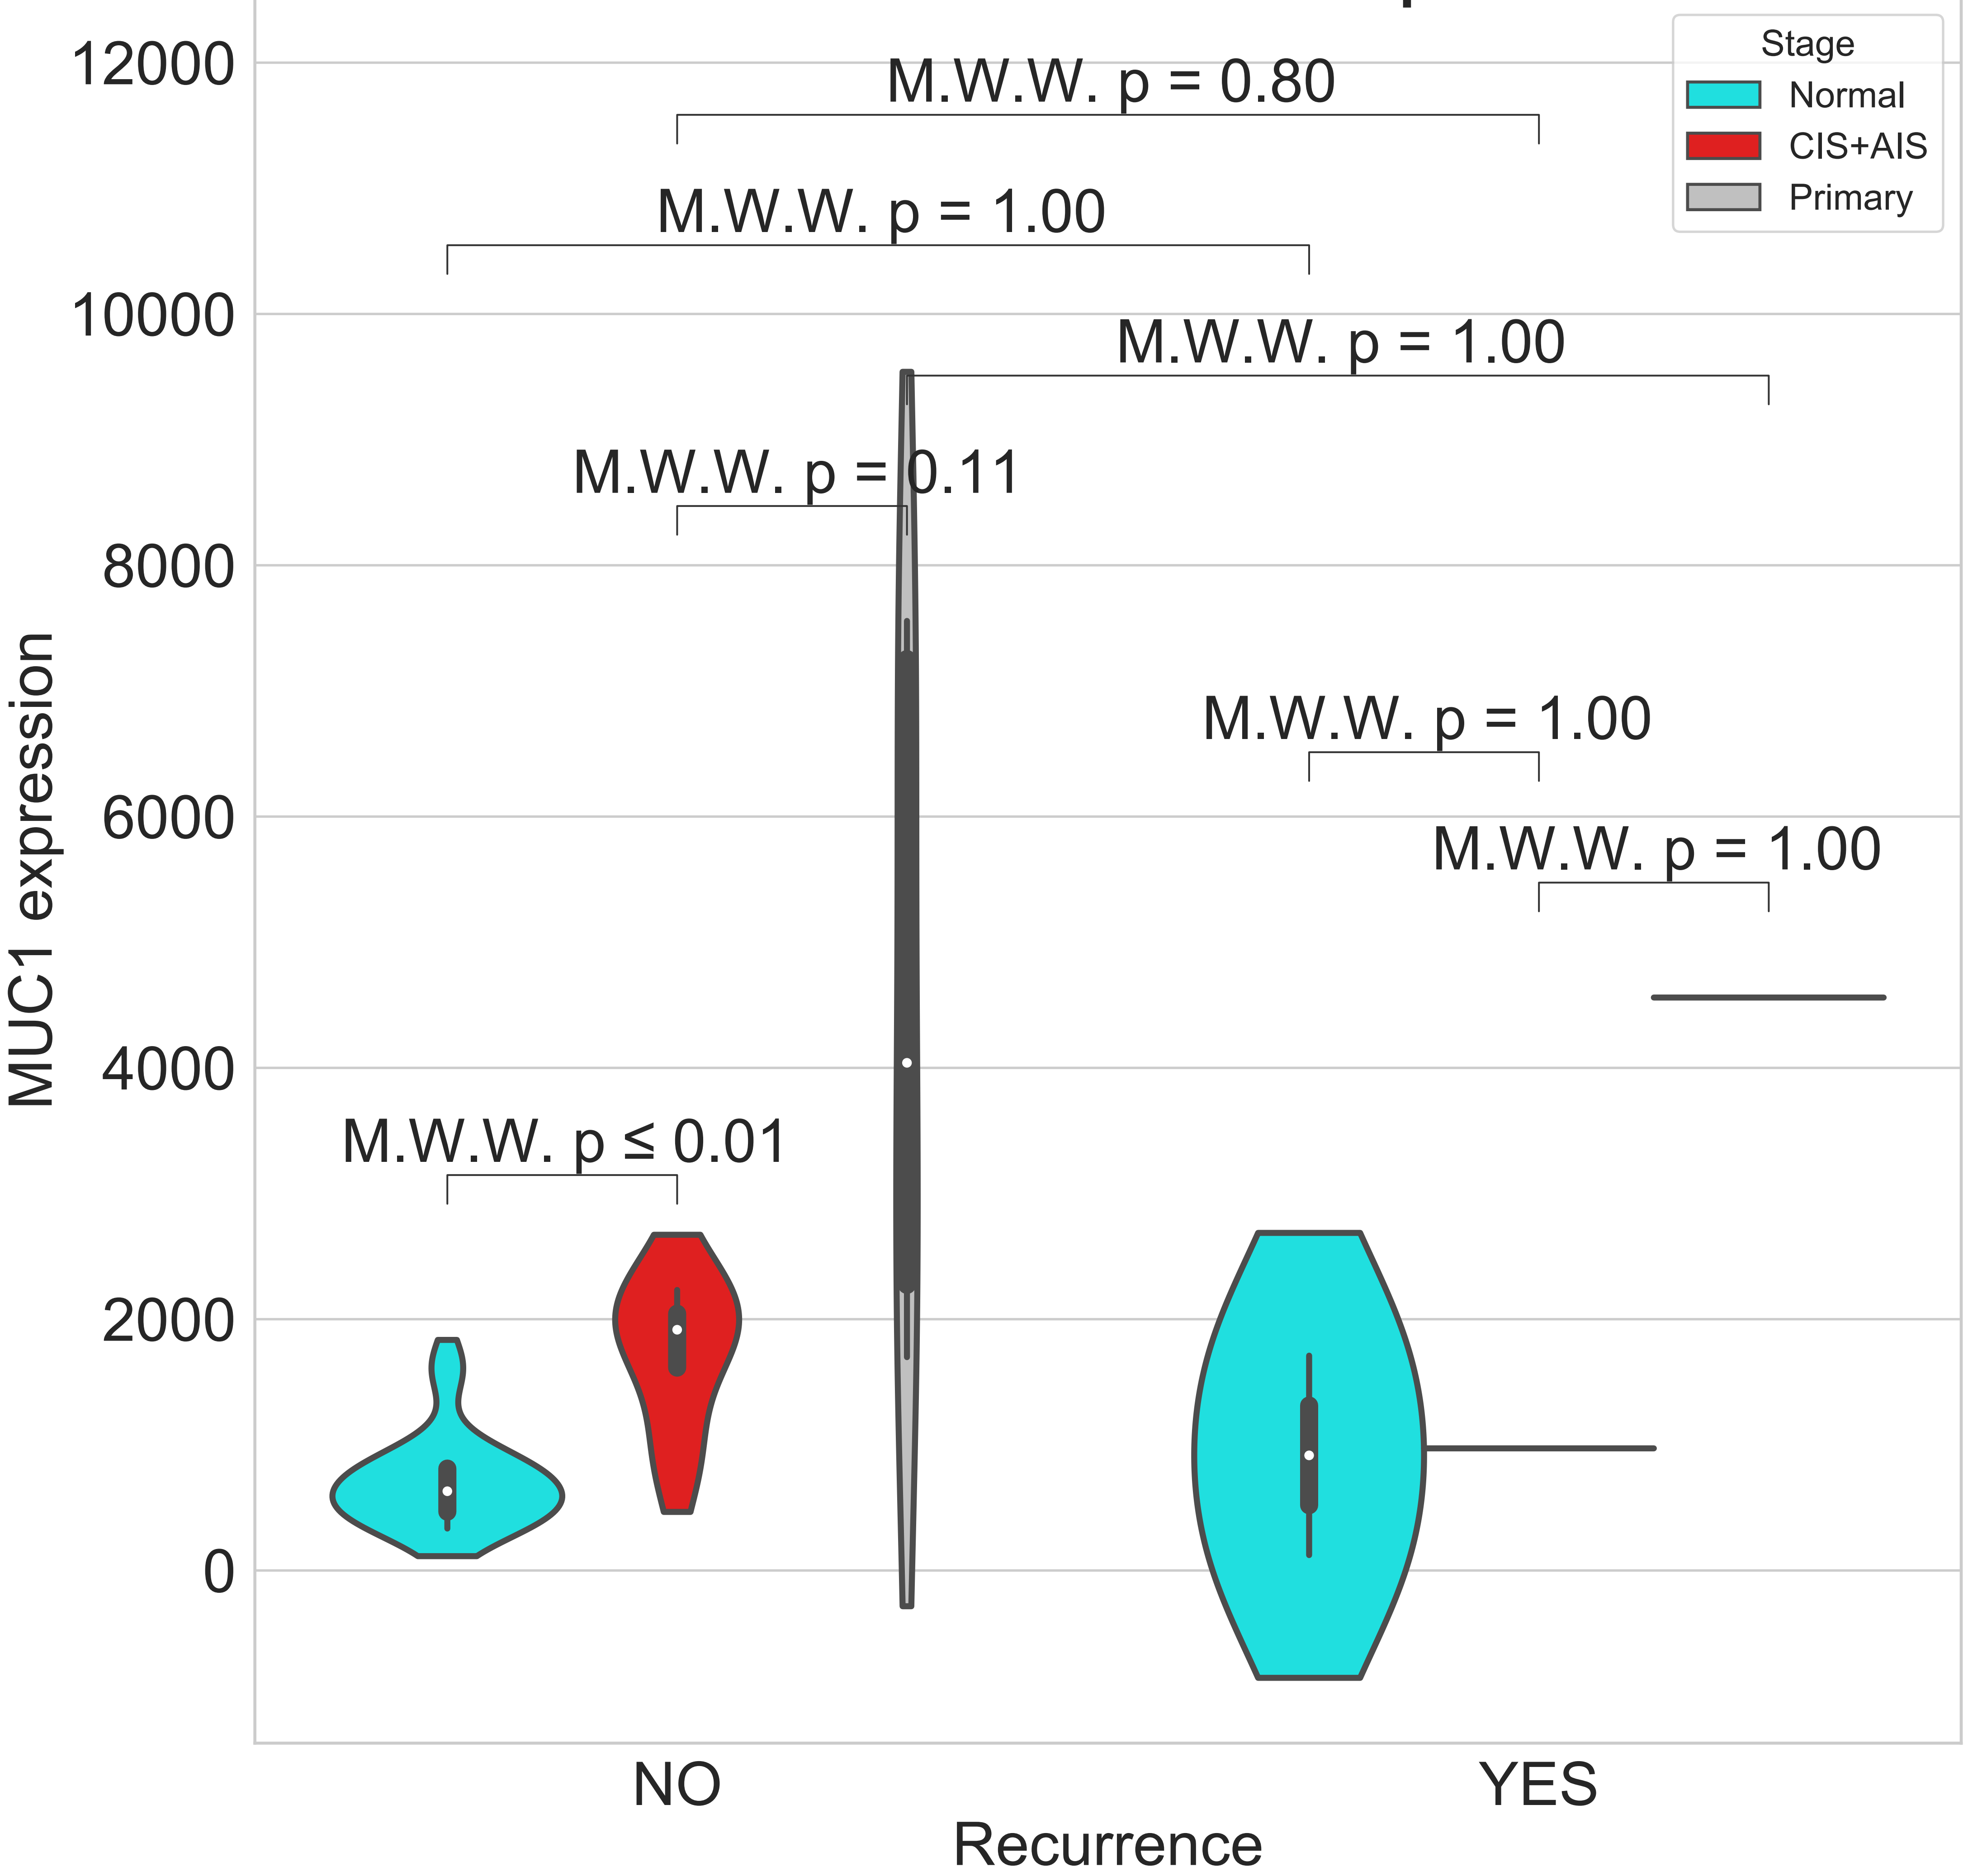 Stage
Normal
CIS+AIS
Primary
12000
10000
8000
6000
4000
2000
0
MUC1 expression
M.W.W. p = 0.80
M.W.W. p = 1.00
M.W.W. p = 1.00
M.W.W. p = 0.11
M.W.W. p = 1.00
M.W.W. p = 1.00
M.W.W. p ≤ 0.01
NO
YES
Recurrence